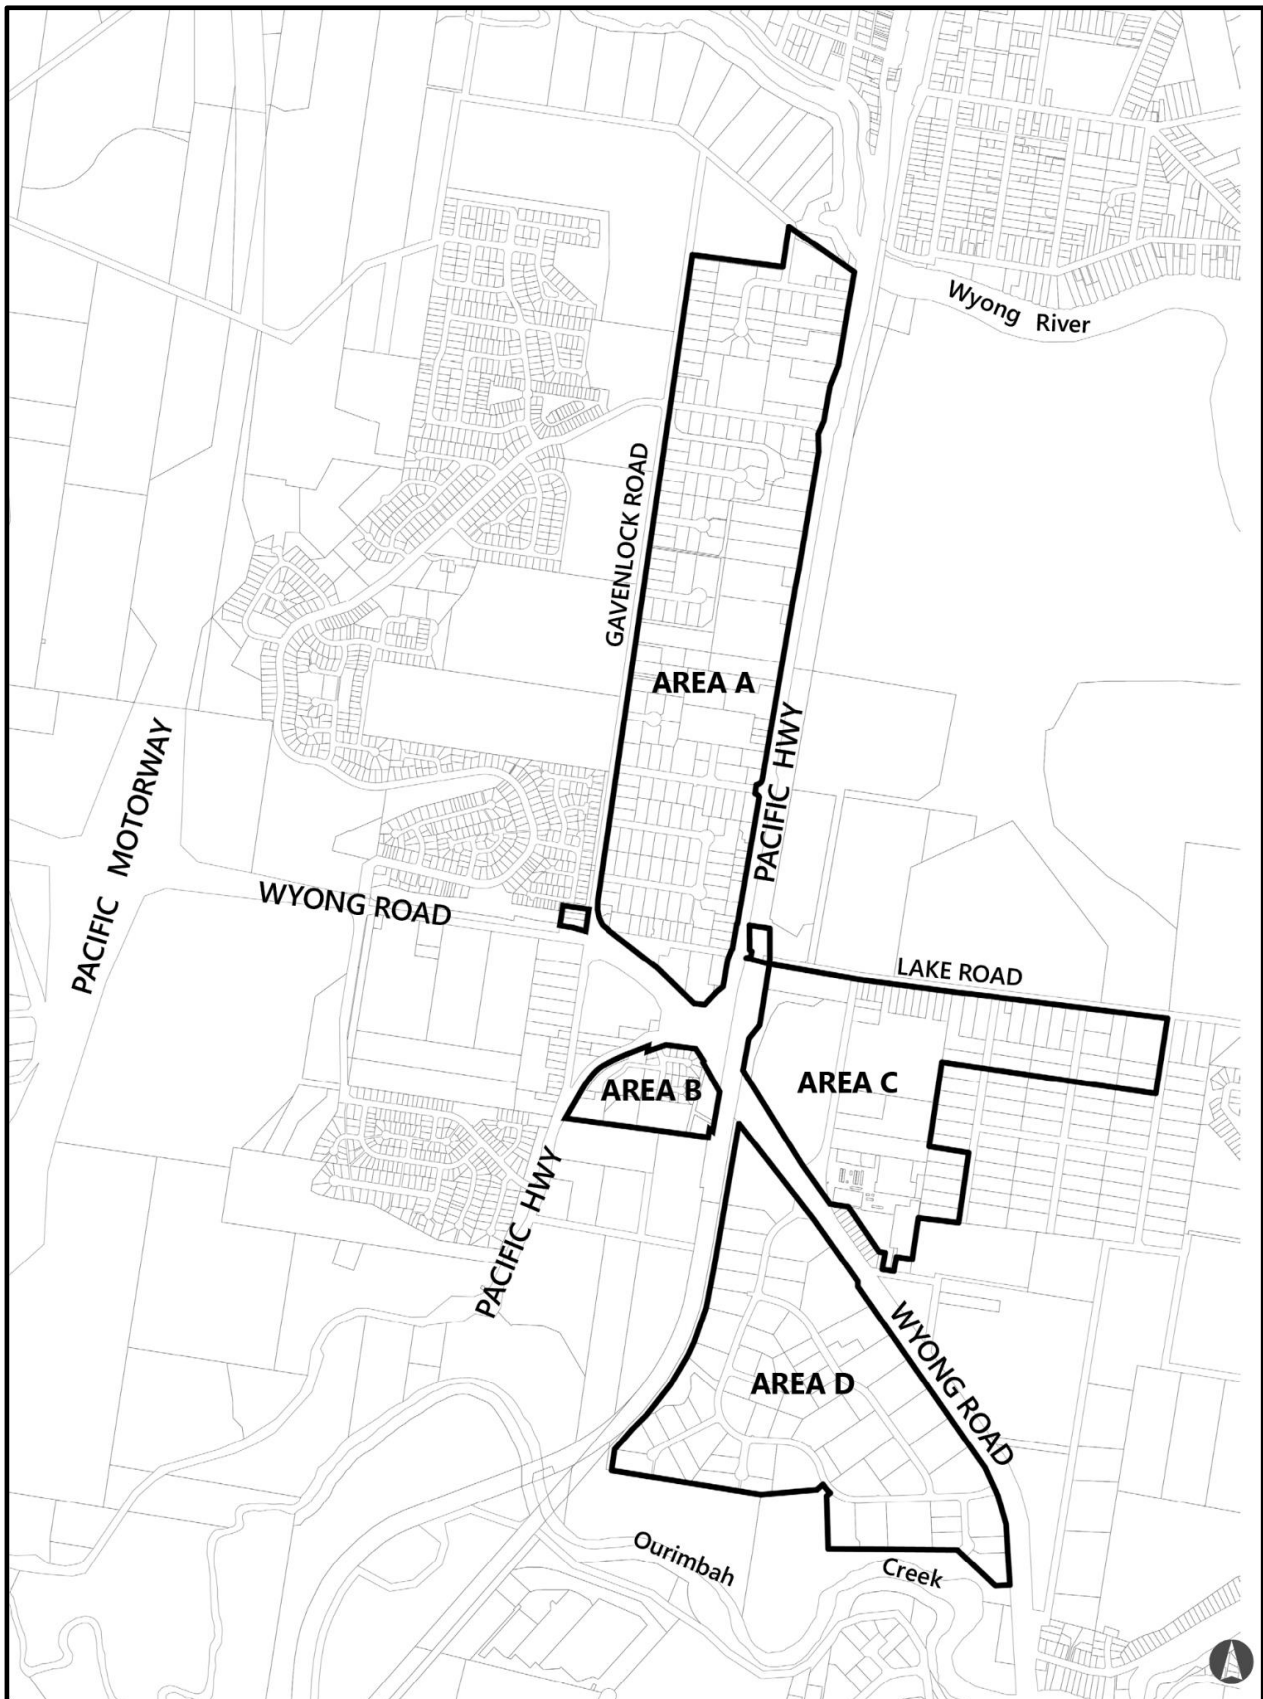 Wyong River
GAVENLOCK ROAD
AREA A
PACIFIC HWY
PACIFIC MOTORWAY
WYONG ROAD
LAKE ROAD
AREA B
AREA C
PACIFIC HWY
WYONG ROAD
AREA D
Ourimbah Creek